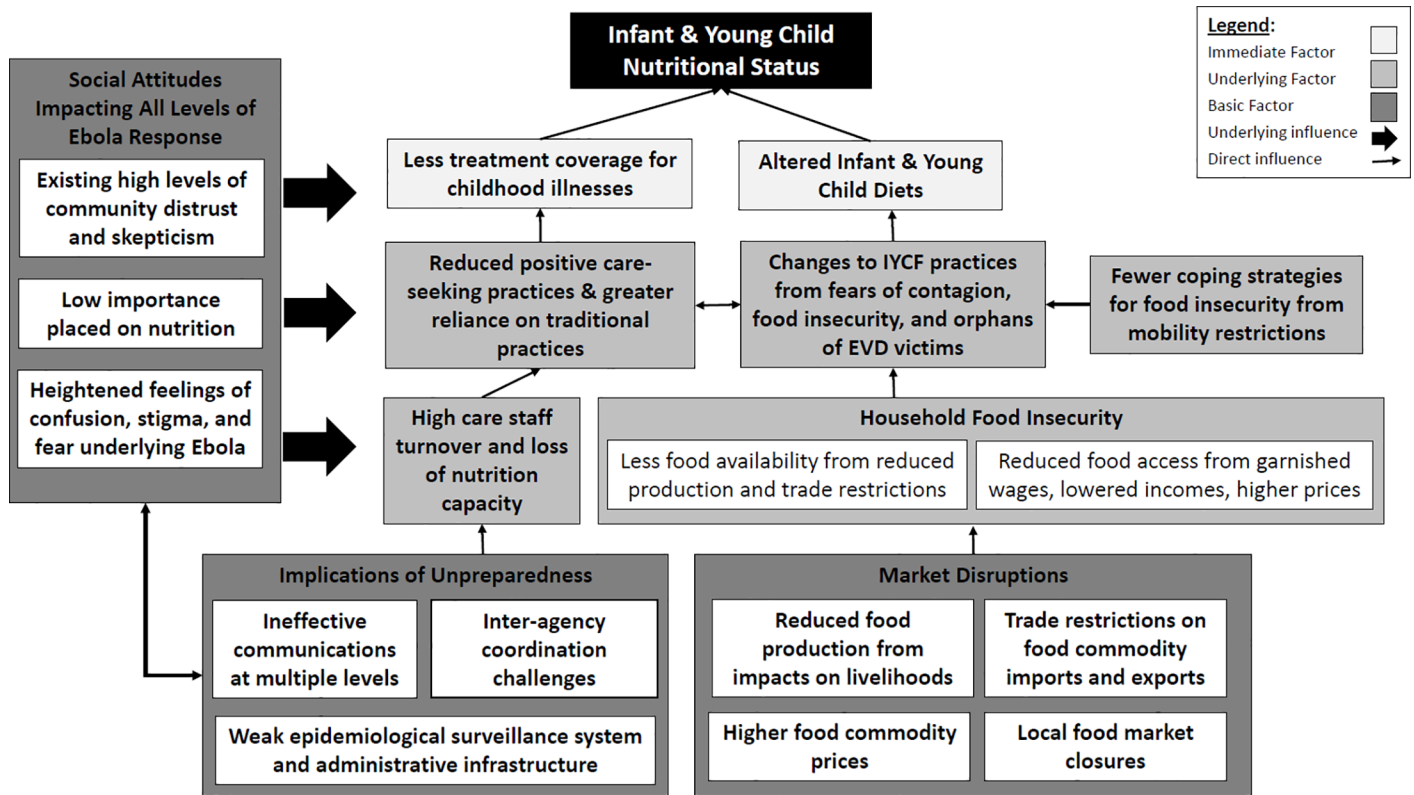 Infant & Young Child
Nutritional Status
Legend:
Immediate Factor
Underlying Factor
Basic Factor
Underlying influence
Direct influence
Social Attitudes
Impacting All Levels of
Ebola Response
Existing high levels of
community distrust
and skepticism
Low importance
placed on nutrition
Heightened feelings of
confusion, stigma, and
fear underlying Ebola
Less treatment coverage for
childhood illnesses
Altered Infant & Young
Child Diets
Reduced positive care-
seeking practices & greater
reliance on traditional
practices
Changes to IYCF practices
from fears of contagion,
food insecurity, and orphans
of EVD victims
Fewer coping strategies
for food insecurity from
mobility restrictions
High care staff
turnover and loss
of nutrition
capacity
Household Food Insecurity
Less food availability from reduced
production and trade restrictions
Reduced food access from garnished
wages, lowered incomes, higher prices
Implications of Unpreparedness
Ineffective
communications
at multiple levels
Inter-agency
coordination
challenges
Weak epidemiological surveillance system
and administrative infrastructure
Market Disruptions
Reduced food
production from
impacts on livelihoods
Trade restrictions on
food commodity
imports and exports
Higher food commodity
prices
Local food market
closures